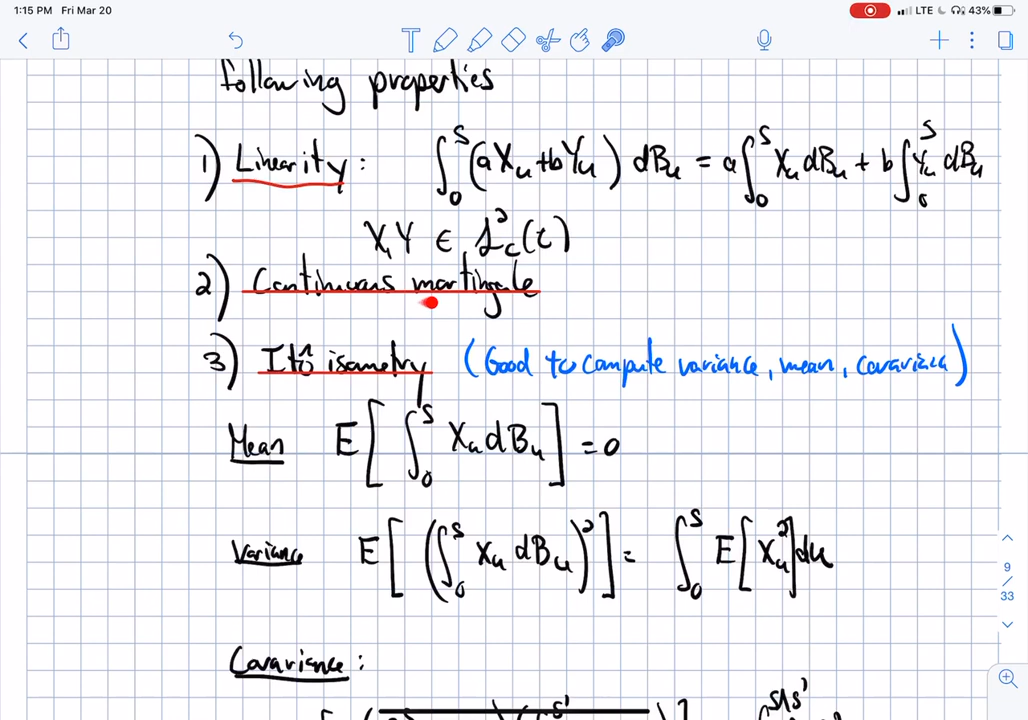 1:15 PM Fri Mar 20 LTE 43%
T
following properties
1) Linearity: ∫₀ˢ (aXᵤ + bYᵤ) dBᵤ = a∫₀ˢ Xᵤ dBᵤ + b∫₀ˢ Yᵤ dBᵤ
X, Y ∈ ℒ²_c(t)
2) Continuous martingale
3) Itô isometry (Good to compute variance, mean, covariance)
Mean E[∫₀ˢ Xᵤ dBᵤ] = 0
9
/
33
Variance E[(∫₀ˢ Xᵤ dBᵤ)²] = ∫₀ˢ E[Xᵤ²] du
Covariance:
s∧s'
s'